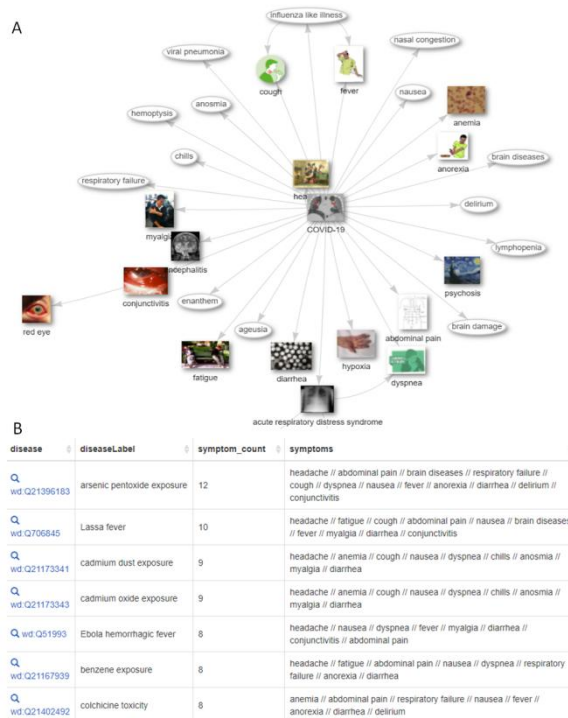 A
influenza like illness
viral pneumonia
nasal congestion
cough
fever
anosmia
nausea
hemoptysis
anemia
chills
anorexia
brain diseases
respiratory failure
hea
COVID-19
delirium
myalgia
encephalitis
lymphopenia
conjunctivitis
psychosis
enanthem
red eye
ageusia
abdominal pain
brain damage
fatigue
diarrhea
hypoxia
dyspnea
acute respiratory distress syndrome
B
disease diseaseLabel symptom_count symptoms
wd:Q21396183 arsenic pentoxide exposure 12 headache // abdominal pain // brain diseases // respiratory failure //
cough // dyspnea // nausea // fever // anorexia // diarrhea // delirium //
conjunctivitis
wd:Q706845 Lassa fever 10 headache // fatigue // cough // abdominal pain // nausea // brain diseases
// fever // myalgia // diarrhea // conjunctivitis
wd:Q21173341 cadmium dust exposure 9 headache // anemia // cough // nausea // dyspnea // chills // anosmia //
myalgia // diarrhea
wd:Q21173343 cadmium oxide exposure 9 headache // anemia // cough // nausea // dyspnea // chills // anosmia //
myalgia // diarrhea
wd:Q51993 Ebola hemorrhagic fever 8 headache // nausea // dyspnea // fever // myalgia // diarrhea //
conjunctivitis // abdominal pain
wd:Q21167939 benzene exposure 8 headache // fatigue // abdominal pain // nausea // dyspnea // respiratory
failure // anorexia // diarrhea
wd:Q21402492 colchicine toxicity 8 anemia // abdominal pain // respiratory failure // nausea // fever //
anorexia // diarrhea // delirium